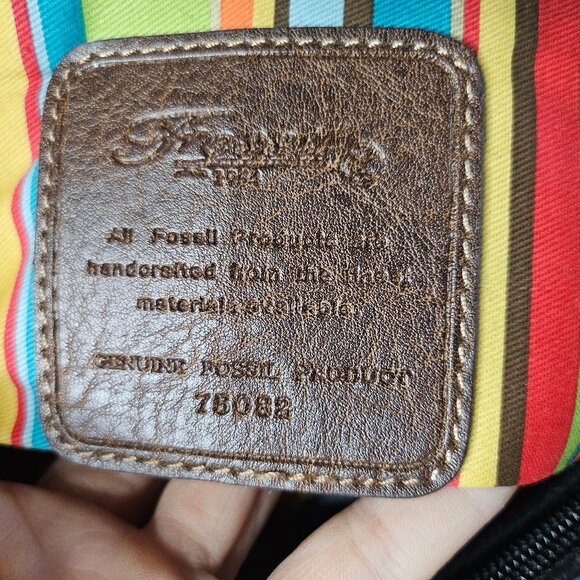 All Fossil Products are
handcrafted from the finest
materials available.
GENUINE FOSSIL PRODUCT
75082